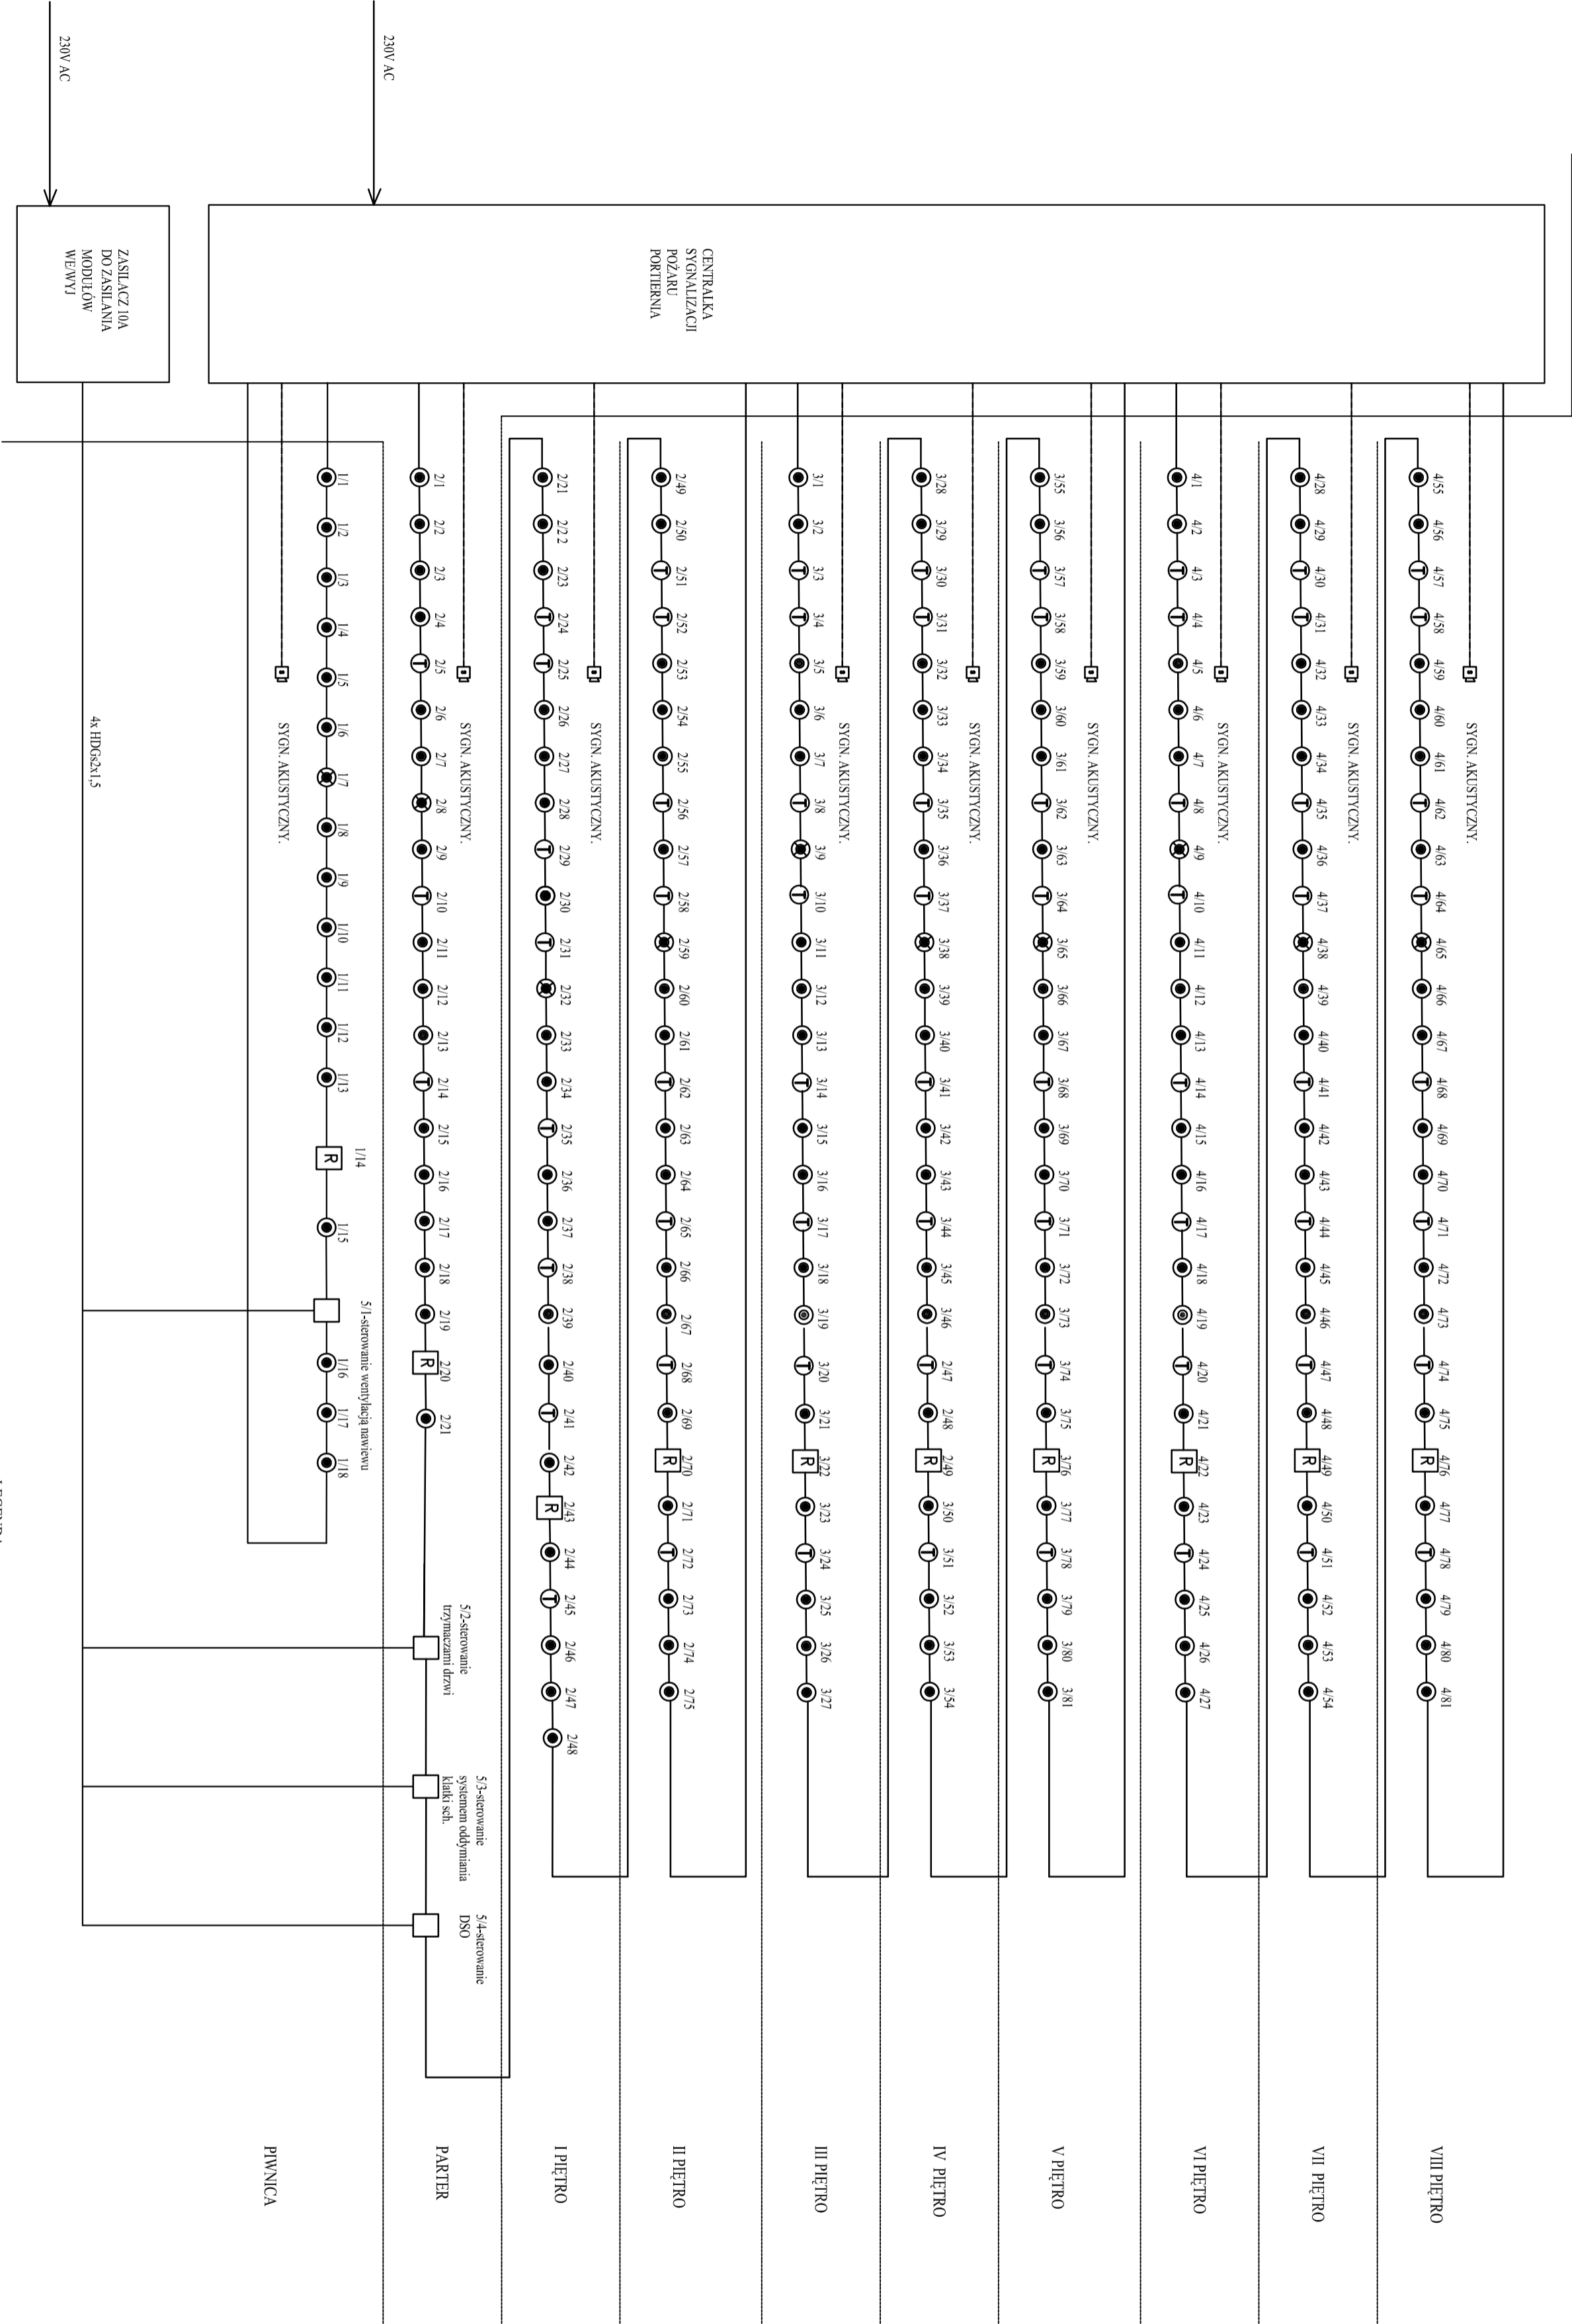 VIII PIĘTRO
SYGN. AKUSTYCZNY.
4/55 4/56 4/57 4/58 4/59 4/60 4/61 4/62 4/63 4/64 4/65 4/66 4/67 4/68 4/69 4/70 4/71 4/72 4/73 4/74 4/75 4/76 4/77 4/78 4/79 4/80 4/81
T T T T T T T R T
VII PIĘTRO
SYGN. AKUSTYCZNY.
4/28 4/29 4/30 4/31 4/32 4/33 4/34 4/35 4/36 4/37 4/38 4/39 4/40 4/41 4/42 4/43 4/44 4/45 4/46 4/47 4/48 4/49 4/50 4/51 4/52 4/53 4/54
T T T T T T T R T
VI PIĘTRO
SYGN. AKUSTYCZNY.
4/1 4/2 4/3 4/4 4/5 4/6 4/7 4/8 4/9 4/10 4/11 4/12 4/13 4/14 4/15 4/16 4/17 4/18 4/19 4/20 4/21 4/22 4/23 4/24 4/25 4/26 4/27
T T T T T T T R T
V PIĘTRO
SYGN. AKUSTYCZNY.
3/55 3/56 3/57 3/58 3/59 3/60 3/61 3/62 3/63 3/64 3/65 3/66 3/67 3/68 3/69 3/70 3/71 3/72 3/73 3/74 3/75 3/76 3/77 3/78 3/79 3/80 3/81
T T T T T T T R T
IV PIĘTRO
SYGN. AKUSTYCZNY.
3/28 3/29 3/30 3/31 3/32 3/33 3/34 3/35 3/36 3/37 3/38 3/39 3/40 3/41 3/42 3/43 3/44 3/45 3/46 2/47 2/48 2/49 3/50 3/51 3/52 3/53 3/54
T T T T T T T R T
III PIĘTRO
SYGN. AKUSTYCZNY.
3/1 3/2 3/3 3/4 3/5 3/6 3/7 3/8 3/9 3/10 3/11 3/12 3/13 3/14 3/15 3/16 3/17 3/18 3/19 3/20 3/21 3/22 3/23 3/24 3/25 3/26 3/27
T T T T T T T R T
CENTRALKA
SYGNALIZACJI
POŻARU
PORTIERNIA
II PIĘTRO
2/49 2/50 2/51 2/52 2/53 2/54 2/55 2/56 2/57 2/58 2/59 2/60 2/61 2/62 2/63 2/64 2/65 2/66 2/67 2/68 2/69 2/70 2/71 2/72 2/73 2/74 2/75
T T T T T T T R T
I PIĘTRO
SYGN. AKUSTYCZNY.
2/21 2/2 2 2/23 2/24 2/25 2/26 2/27 2/28 2/29 2/30 2/31 2/32 2/33 2/34 2/35 2/36 2/37 2/38 2/39 2/40 2/41 2/42 2/43 2/44 2/45 2/46 2/47 2/48
T T T T T T T R T
PARTER
SYGN. AKUSTYCZNY.
2/1 2/2 2/3 2/4 2/5 2/6 2/7 2/8 2/9 2/10 2/11 2/12 2/13 2/14 2/15 2/16 2/17 2/18 2/19 2/20 2/21
T T T R
5/2-sterowanie
trzymaczami drzwi
5/3-sterowanie
systemem oddymiania
klatki sch.
5/4-sterowanie
DSO
230V AC
PIWNICA
1/1 1/2 1/3 1/4 1/5 1/6 1/7 1/8 1/9 1/10 1/11 1/12 1/13 1/14 1/15 1/16 1/17 1/18
R
5/1-sterowanie wentylacją nawiewu
SYGN. AKUSTYCZNY.
ZASILACZ 10A
DO ZASILANIA
MODUŁÓW
WE/WYJ
4x HDGs2x1,5
230V AC